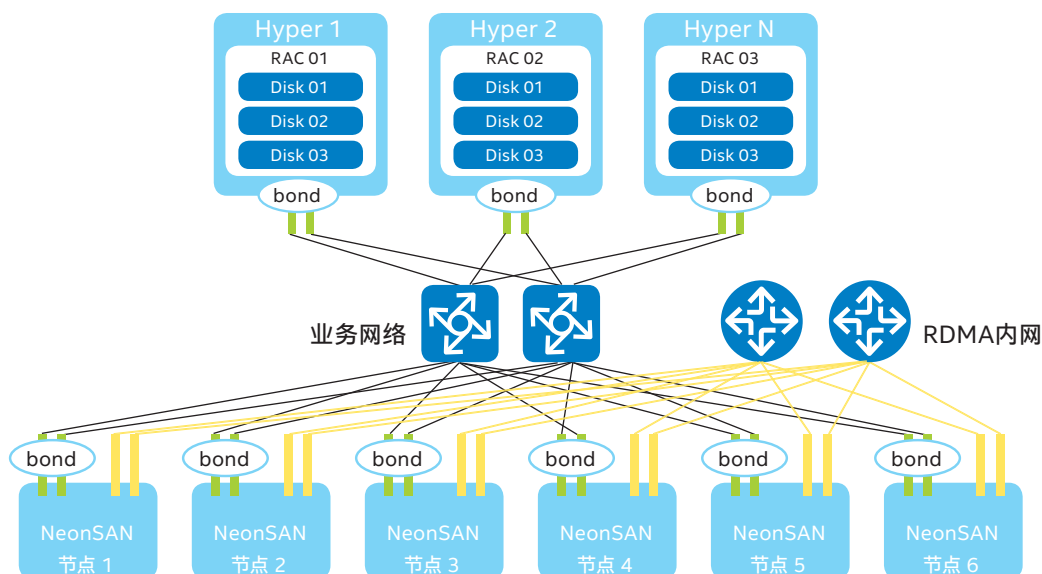 Hyper 1
Hyper 2
Hyper N
RAC 01
RAC 02
RAC 03
Disk 01
Disk 01
Disk 01
Disk 02
Disk 02
Disk 02
Disk 03
Disk 03
Disk 03
bond
bond
bond
业务网络
RDMA内网
bond
bond
bond
bond
bond
bond
NeonSAN
节点 1
NeonSAN
节点 2
NeonSAN
节点 3
NeonSAN
节点 4
NeonSAN
节点 5
NeonSAN
节点 6